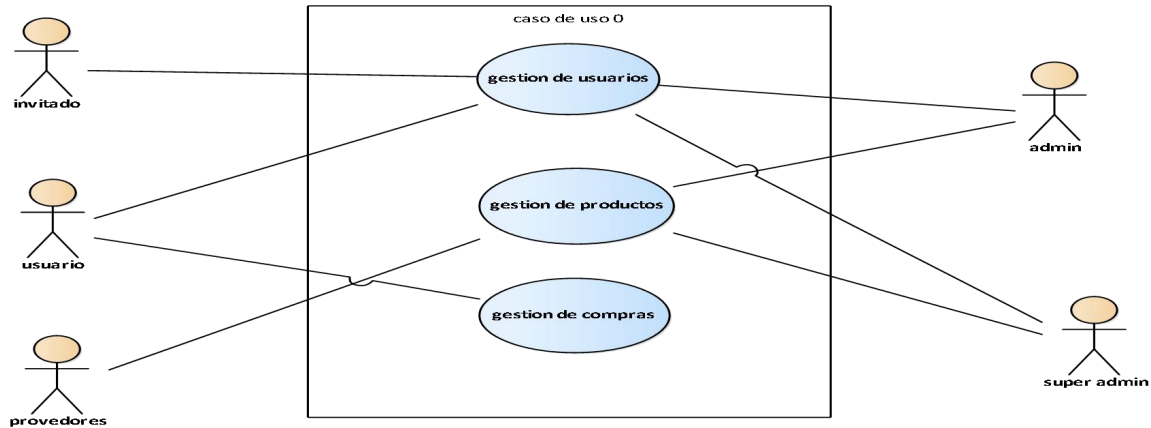 caso de uso 0
invitado
gestion de usuarios
admin
usuario
gestion de productos
provedores
gestion de compras
super admin